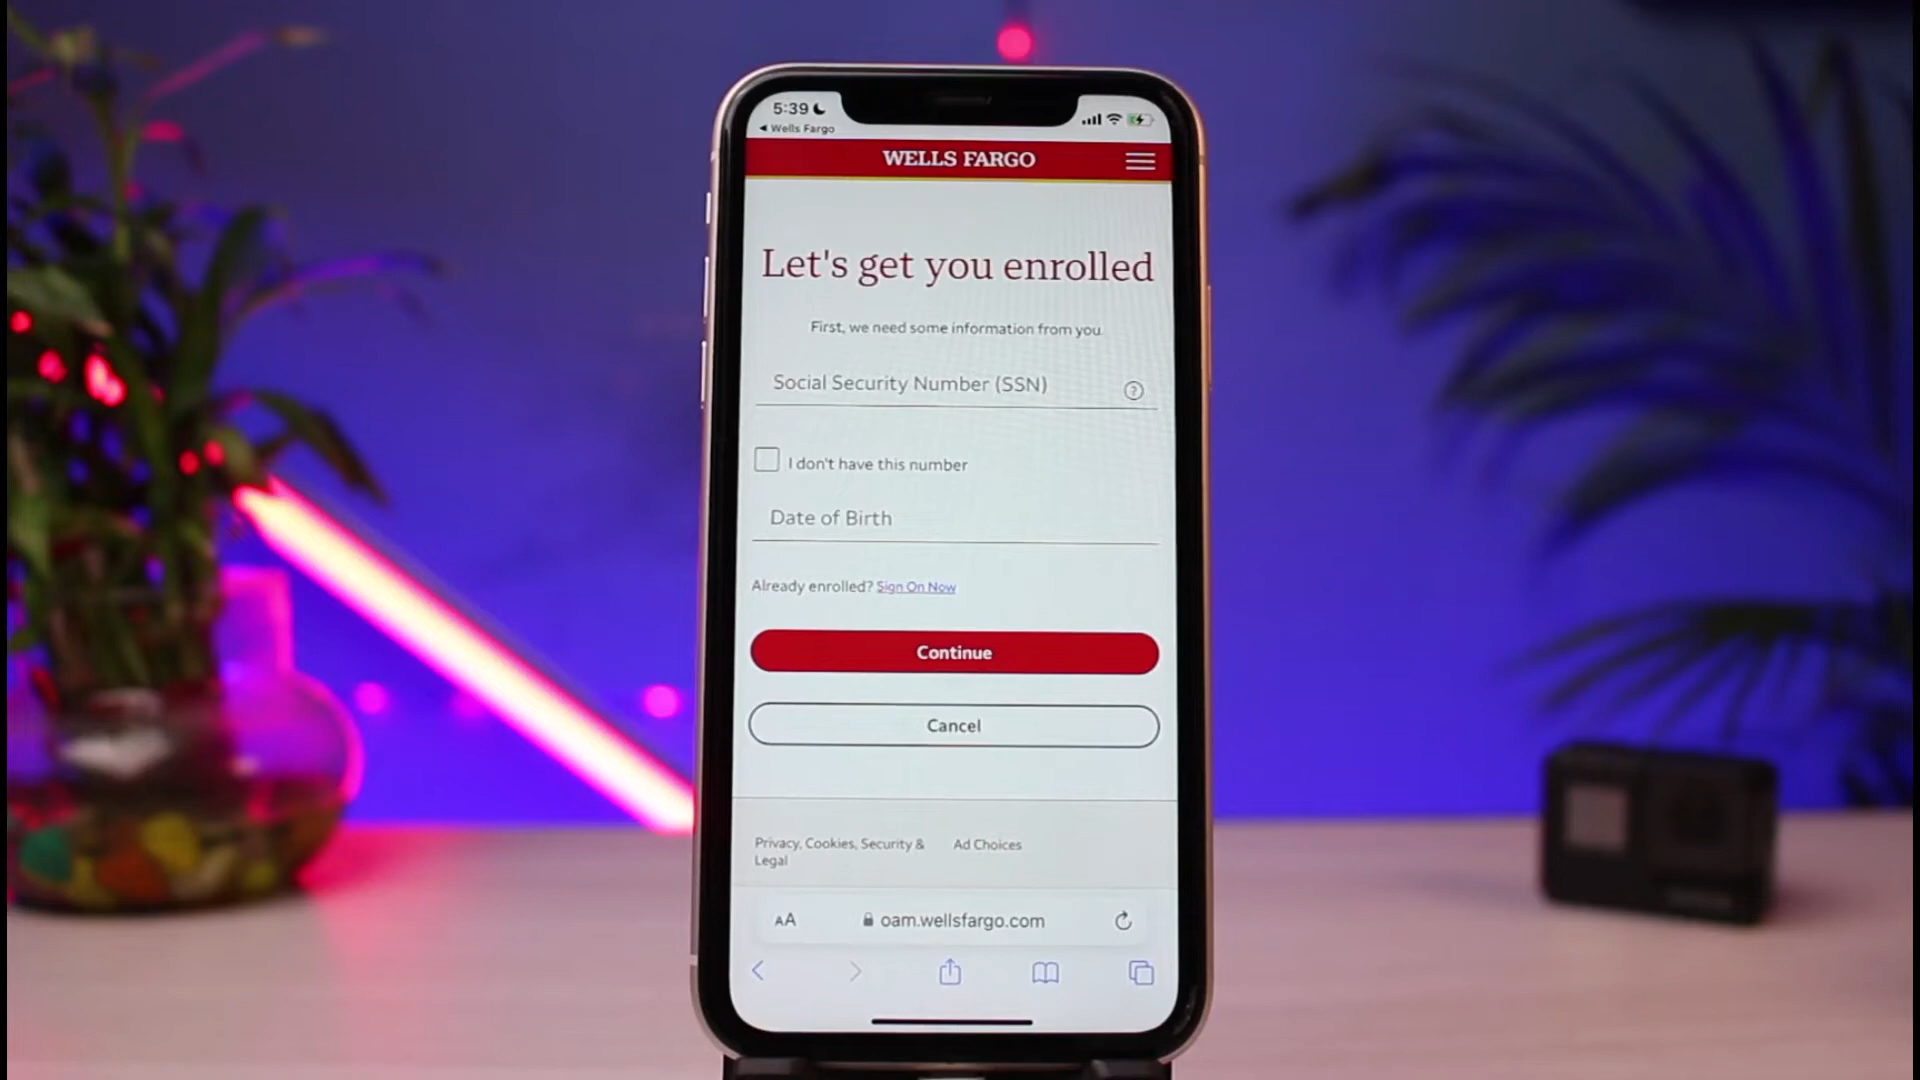 5:39
Wells Fargo
WELLS FARGO
Let's get you enrolled
First, we need some information from you.
Social Security Number (SSN)
?
I don't have this number
Date of Birth
Already enrolled? Sign On Now
Continue
Cancel
Privacy, Cookies, Security & Ad Choices
Legal
AA oam.wellsfargo.com